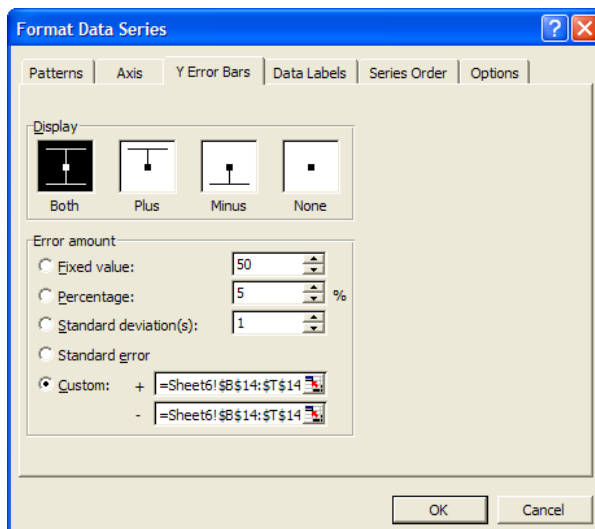 Format Data Series
Patterns Axis Y Error Bars Data Labels Series Order Options
Display
Both Plus Minus None
Error amount
Fixed value: 50
Percentage: 5 %
Standard deviation(s): 1
Standard error
Custom: + =Sheet6!$B$14:$T$14
- =Sheet6!$B$14:$T$14
OK Cancel